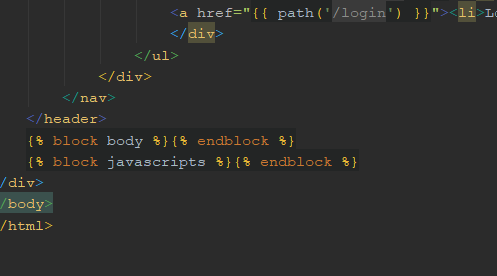 <a href="{{ path('/login') }}"><li>Lo
</div>
</ul>
</div>
</nav>
</header>
{% block body %}{% endblock %}
{% block javascripts %}{% endblock %}
/div>
/body>
/html>